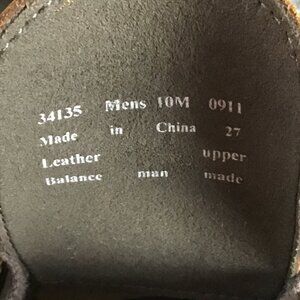 34135 Mens 10M 0911
Made in China 27
Leather upper
Balance man made